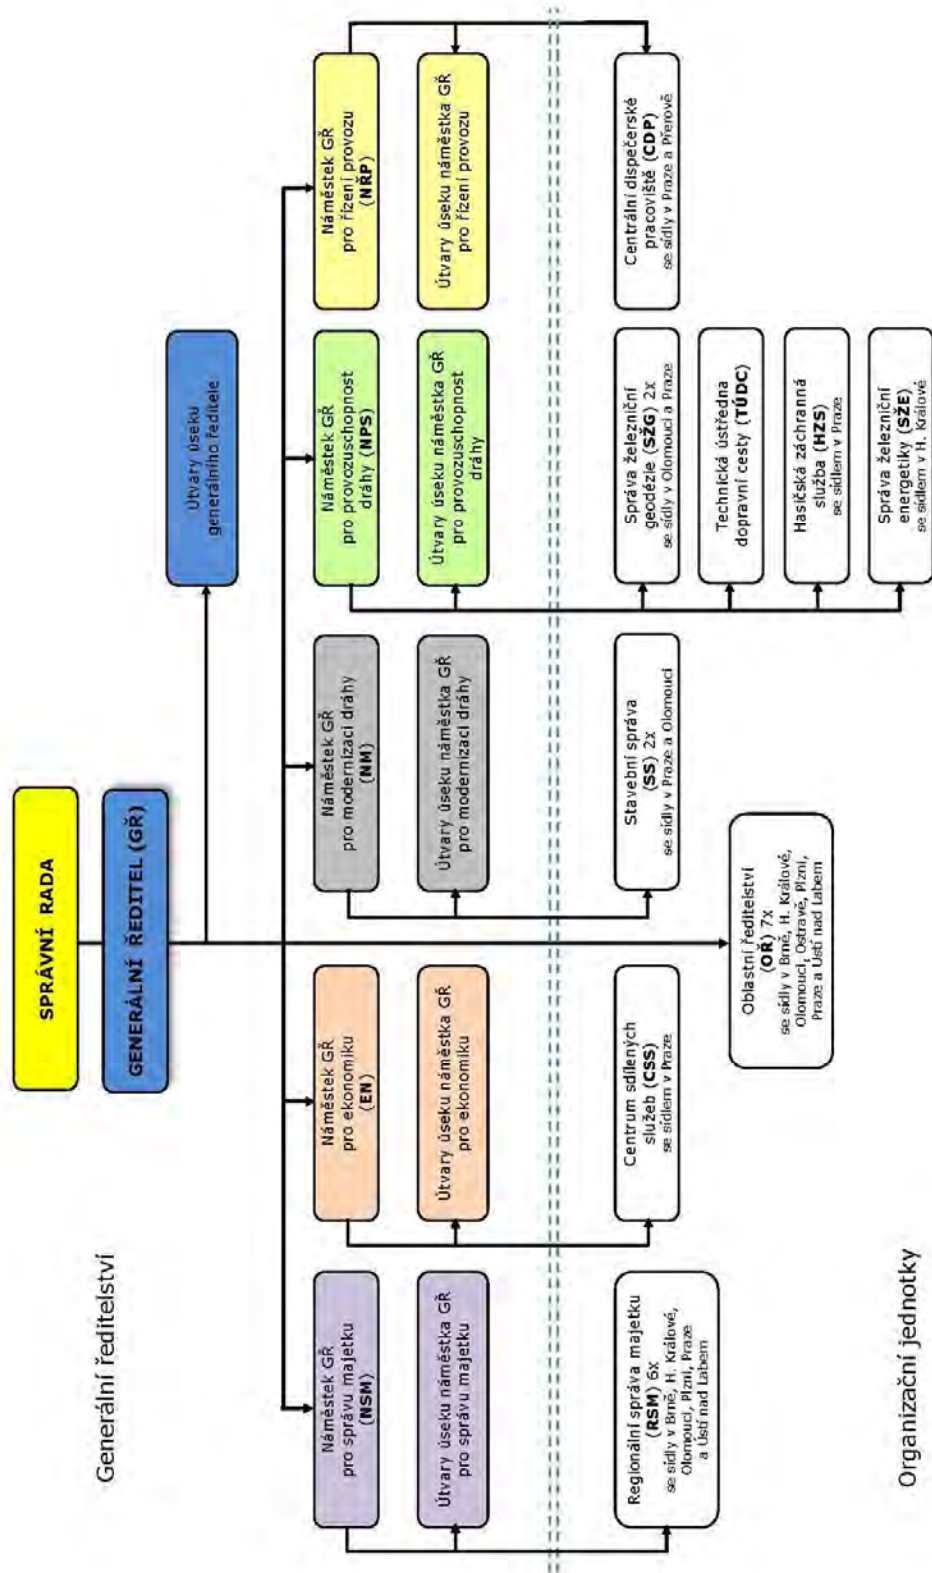 Generální ředitelství
SPRÁVNÍ RADA
GENERÁLNÍ ŘEDITEL (GŘ)
Útvary úseku
generálního ředitele
Náměstek GŘ
pro správu majetku
(NSM)
Náměstek GŘ
pro ekonomiku
(EN)
Náměstek GŘ
pro modernizaci dráhy
(NM)
Náměstek GŘ
pro provozuschopnost
dráhy (NPS)
Náměstek GŘ
pro řízení provozu
(NŘP)
Útvary úseku náměstka GŘ
pro správu majetku
Útvary úseku náměstka GŘ
pro ekonomiku
Útvary úseku náměstka GŘ
pro modernizaci dráhy
Útvary úseku náměstka GŘ
pro provozuschopnost
dráhy
Útvary úseku náměstka GŘ
pro řízení provozu
Regionální správa majetku
(RSM) 6x
se sídly v Brně, H. Králové,
Olomouci, Plzni, Praze
a Ústí nad Labem
Centrum sdílených
služeb (CSS)
se sídlem v Praze
Stavební správa
(SS) 2x
se sídly v Praze a Olomouci
Správa železniční
geodézie (SŽG) 2x
se sídly v Olomouci a Praze
Centrální dispečerské
pracoviště (CDP)
se sídly v Praze a Přerově
Technická ústředna
dopravní cesty (TÚDC)
Hasičská záchranná
služba (HZS)
se sídlem v Praze
Správa železniční
energetiky (SŽE)
se sídlem v H. Králové
Oblastní ředitelství
(OŘ) 7x
se sídly v Brně, H. Králové,
Olomouci, Ostravě, Plzni,
Praze a Ústí nad Labem
Organizační jednotky